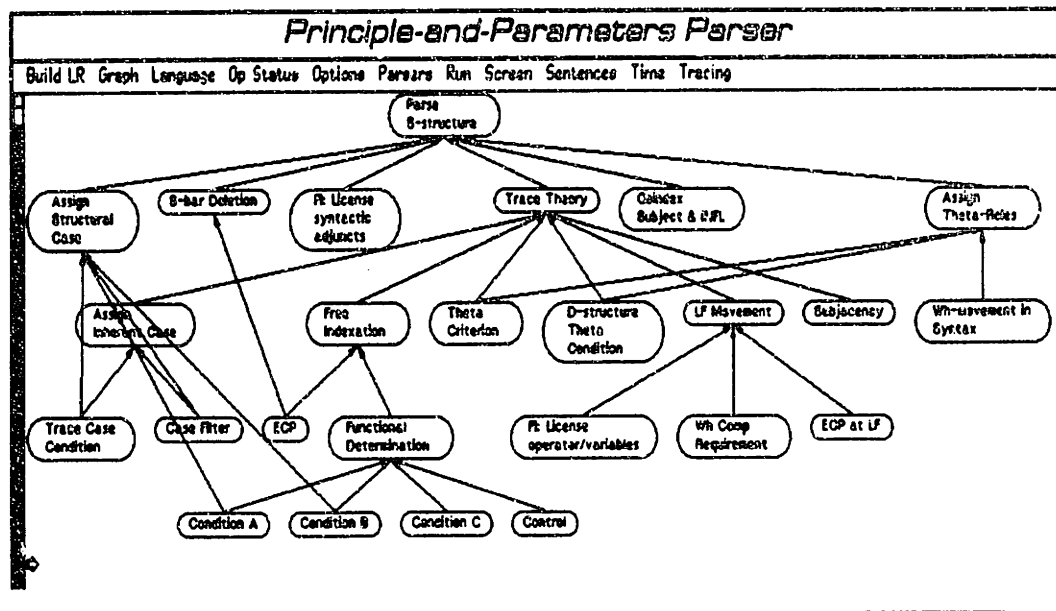 Principle-and-Parameters Parser
Build LR Graph Language Op Status Options Parsers Run Screen Sentences Time Tracing
Parse
S-structure
Assign
Structural
Case
S-bar Deletion
FI: License
syntactic
adjuncts
Trace Theory
Coindex
Subject & INFL
Assign
Theta-Roles
Assign
Inherent Case
Free
Indexation
Theta
Criterion
D-structure
Theta
Condition
LF Movement
Subjacency
Wh-movement in
Syntax
Trace Case
Condition
Case Filter
ECP
Functional
Determination
FI: License
operator/variables
Wh Comp
Requirement
ECP at LF
Condition A
Condition B
Condition C
Control